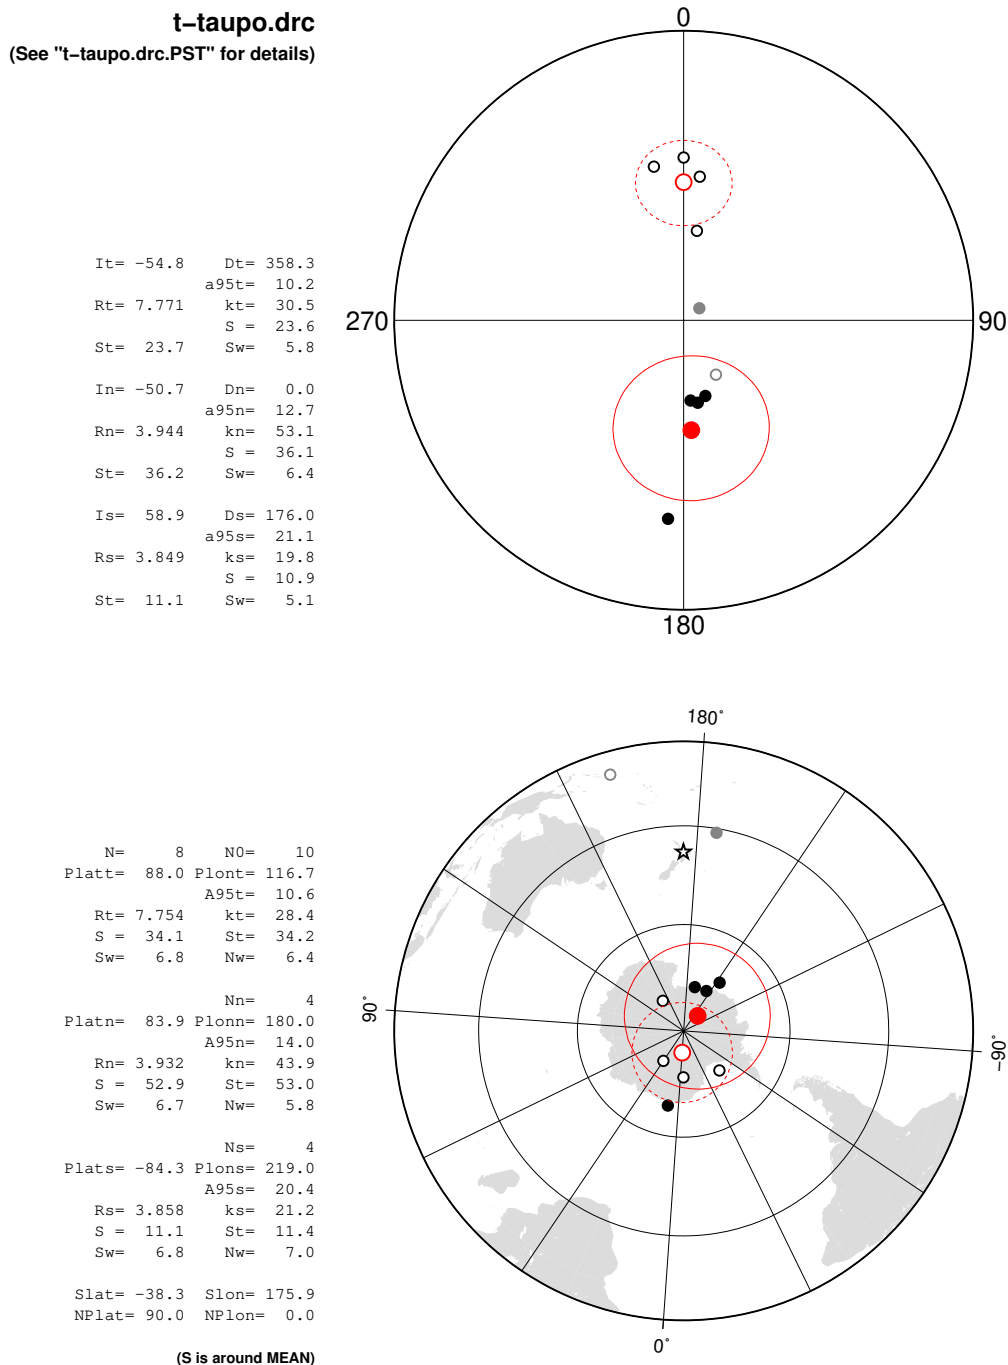 t−taupo.drc
(See "t−taupo.drc.PST" for details)
0
270
90
180
It= −54.8 Dt= 358.3
a95t= 10.2
Rt= 7.771 kt= 30.5
S = 23.6
St= 23.7 Sw= 5.8
In= −50.7 Dn= 0.0
a95n= 12.7
Rn= 3.944 kn= 53.1
S = 36.1
St= 36.2 Sw= 6.4
Is= 58.9 Ds= 176.0
a95s= 21.1
Rs= 3.849 ks= 19.8
S = 10.9
St= 11.1 Sw= 5.1
180˚
90˚
−90˚
0˚
N= 8 N0= 10
Platt= 88.0 Plont= 116.7
A95t= 10.6
Rt= 7.754 kt= 28.4
S = 34.1 St= 34.2
Sw= 6.8 Nw= 6.4
Nn= 4
Platn= 83.9 Plonn= 180.0
A95n= 14.0
Rn= 3.932 kn= 43.9
S = 52.9 St= 53.0
Sw= 6.7 Nw= 5.8
Ns= 4
Plats= −84.3 Plons= 219.0
A95s= 20.4
Rs= 3.858 ks= 21.2
S = 11.1 St= 11.4
Sw= 6.8 Nw= 7.0
Slat= −38.3 Slon= 175.9
NPlat= 90.0 NPlon= 0.0
(S is around MEAN)